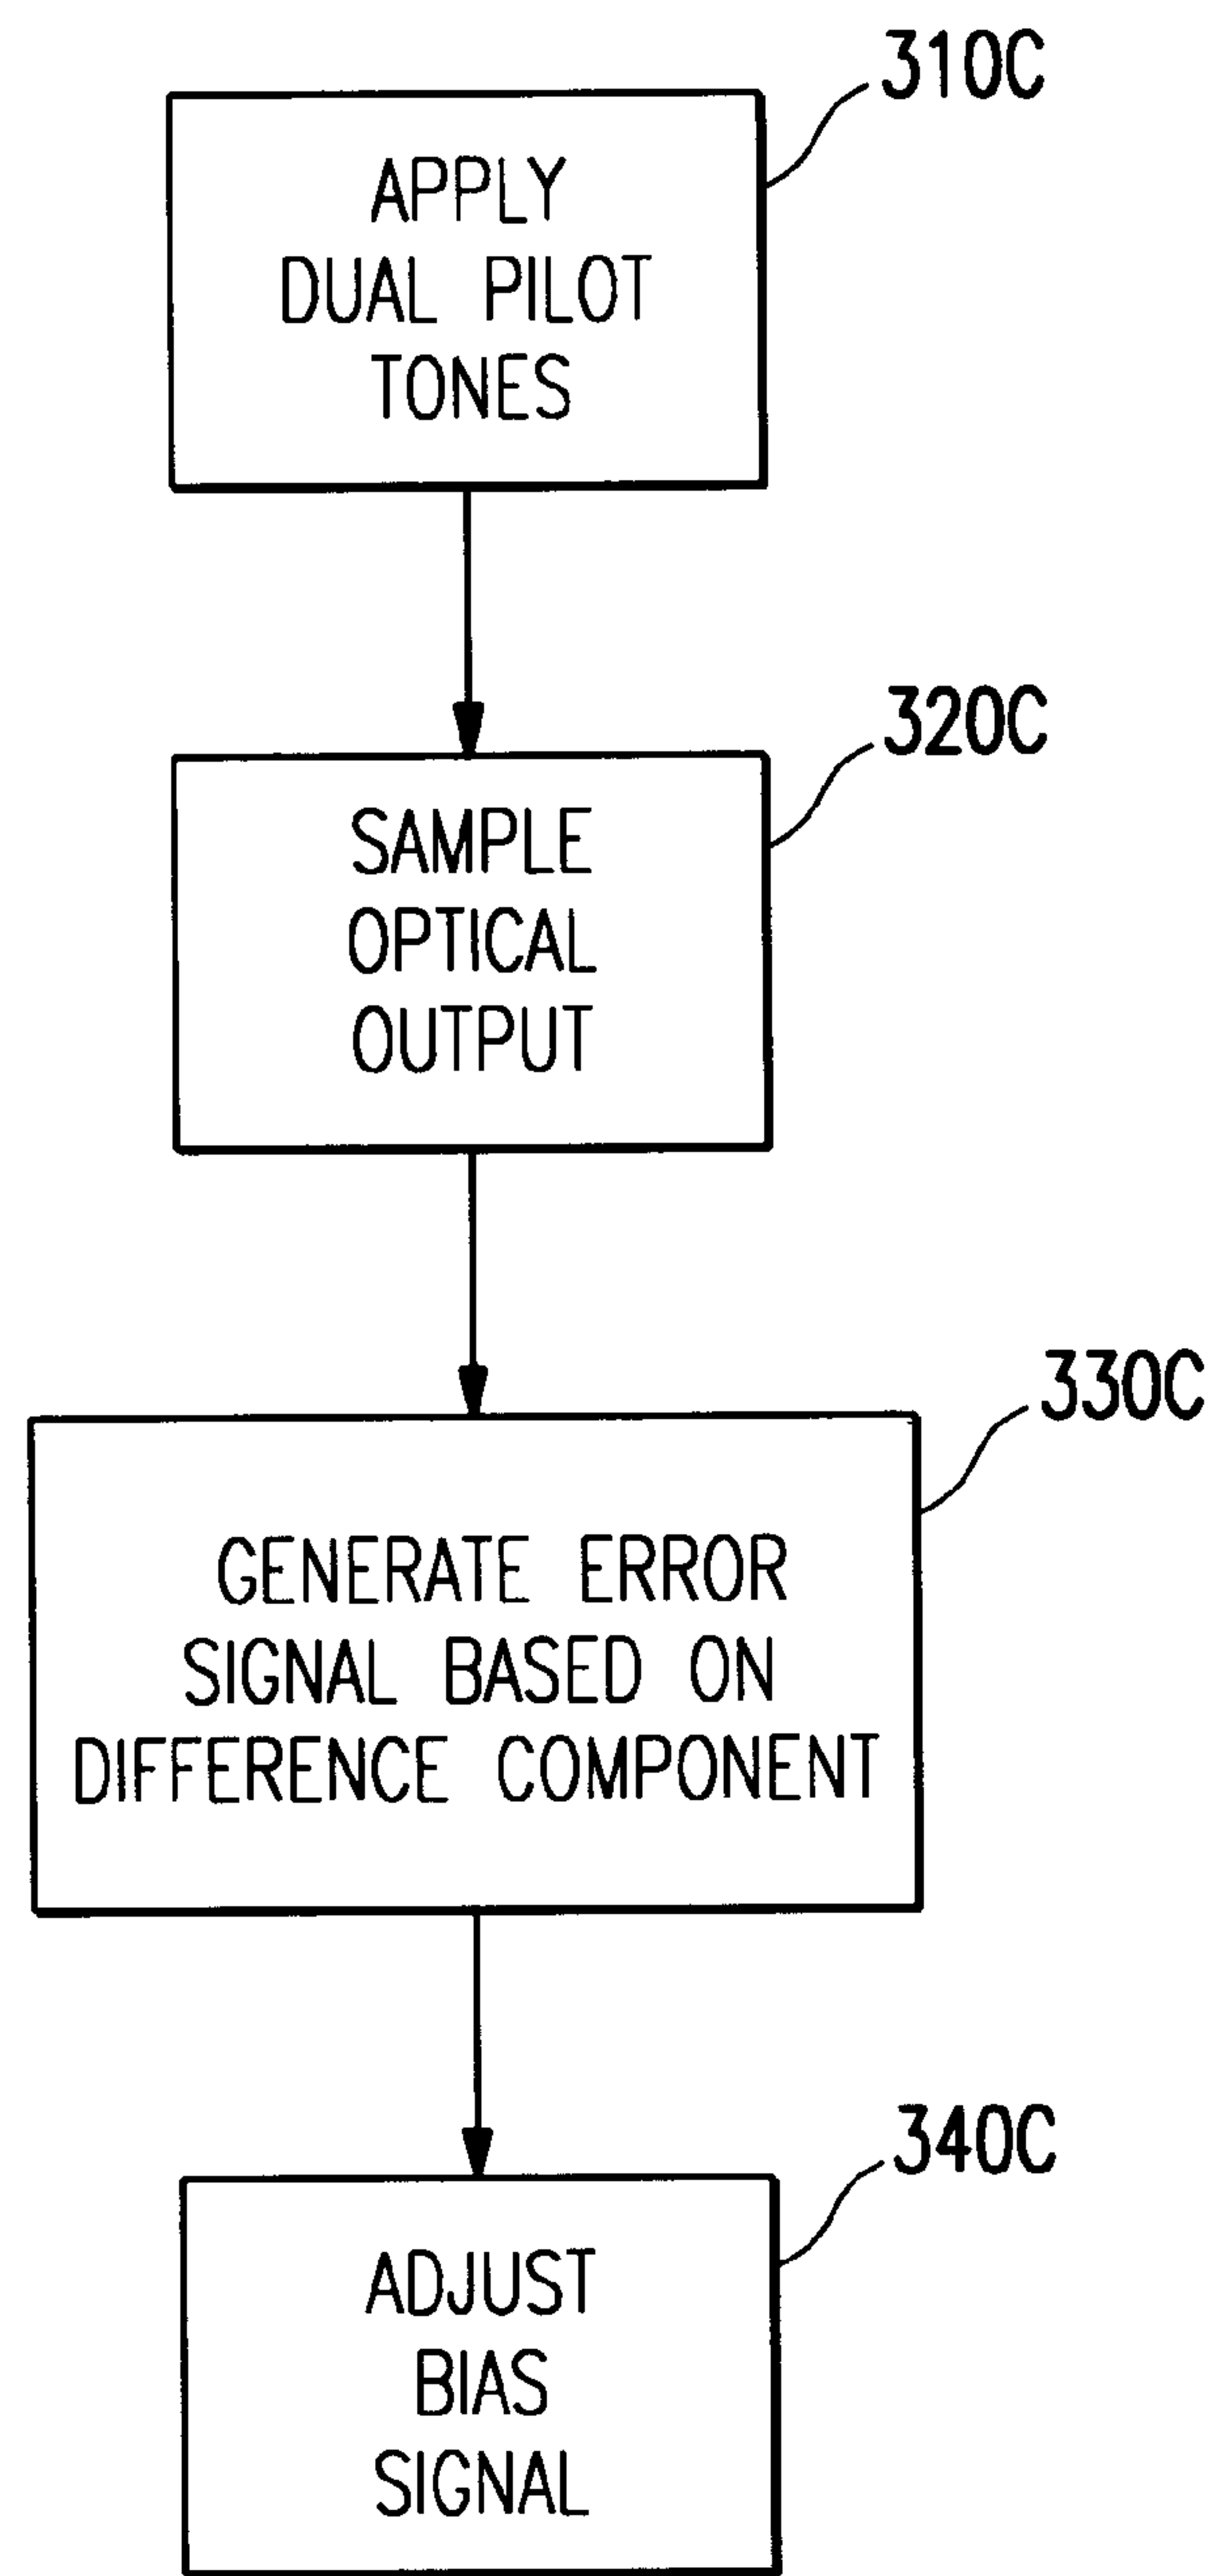 310C
APPLY
DUAL PILOT
TONES
320C
SAMPLE
OPTICAL
OUTPUT
330C
GENERATE ERROR
SIGNAL BASED ON
DIFFERENCE COMPONENT
340C
ADJUST
BIAS
SIGNAL